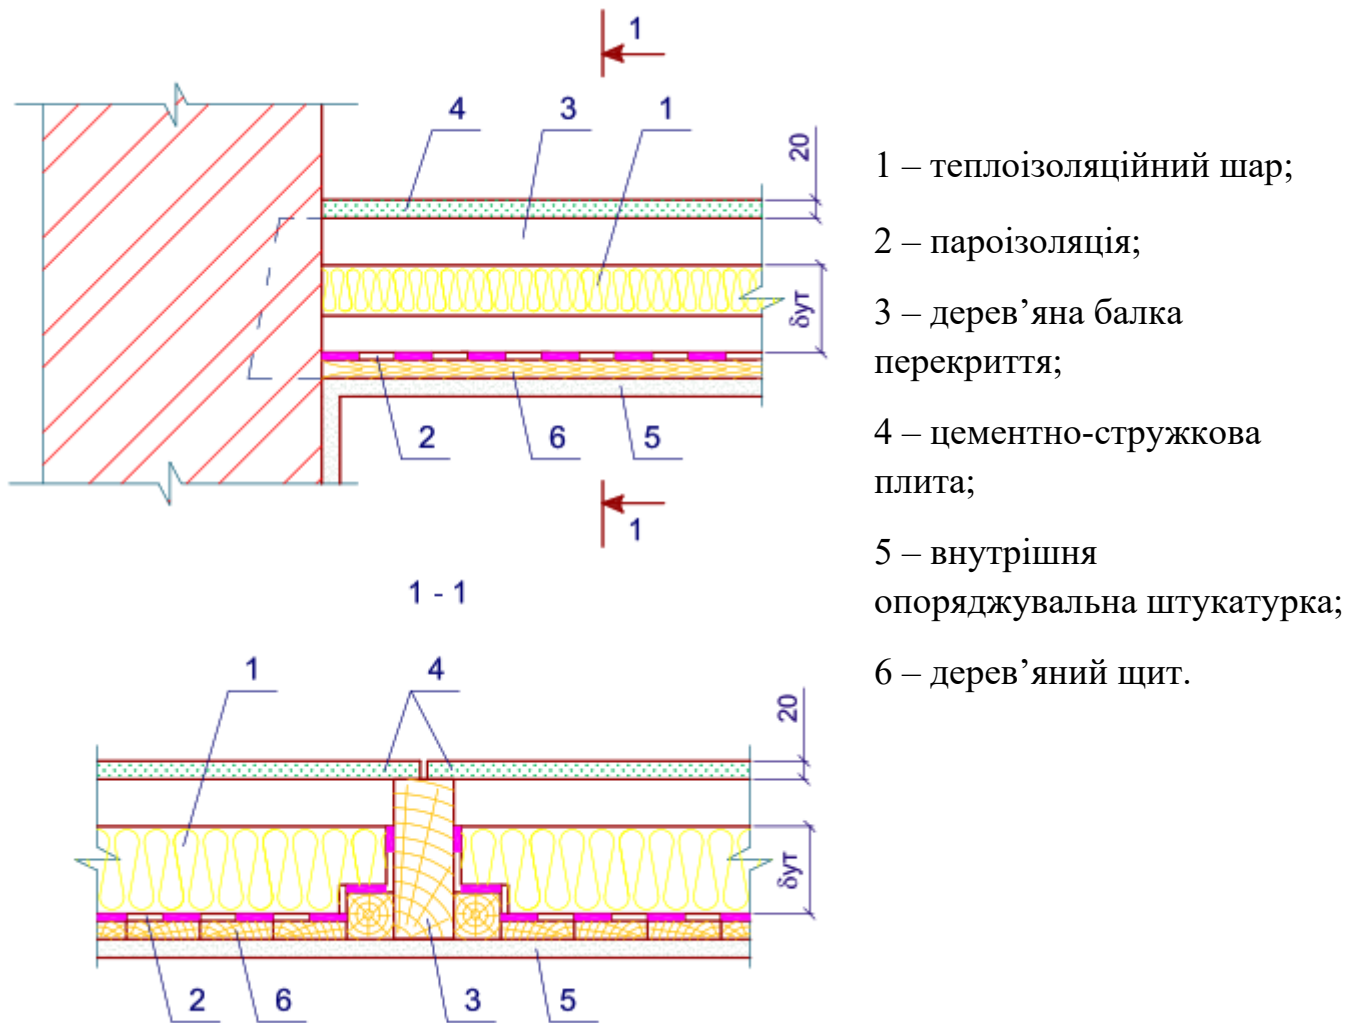 1
4 3 1
20
δут
2 6 5
1
1 - 1
1 4
20
δут
2 6 3 5
1 – теплоізоляційний шар;
2 – пароізоляція;
3 – дерев’яна балка
перекриття;
4 – цементно-стружкова
плита;
5 – внутрішня
опоряджувальна штукатурка;
6 – дерев’яний щит.